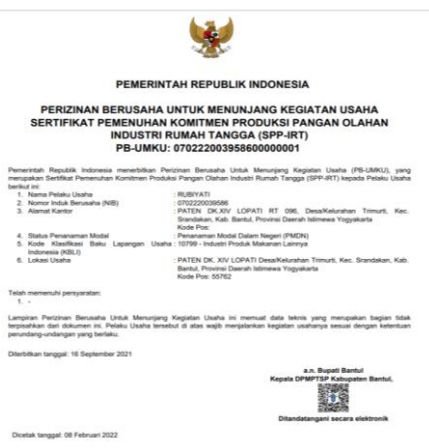 PEMERINTAH REPUBLIK INDONESIA
PERIZINAN BERUSAHA UNTUK MENUNJANG KEGIATAN USAHA
SERTIFIKAT PEMENUHAN KOMITMEN PRODUKSI PANGAN OLAHAN
INDUSTRI RUMAH TANGGA (SPP-IRT)
PB-UMKU: 070222003958600000001
Pemerintah Republik Indonesia menerbitkan Perizinan Berusaha Untuk Menunjang Kegiatan Usaha (PB-UMKU), yang
merupakan Sertifikat Pemenuhan Komitmen Produksi Pangan Olahan Industri Rumah Tangga (SPP-IRT) kepada Pelaku Usaha
berikut ini:
1. Nama Pelaku Usaha : RUBIYATI
2. Nomor Induk Berusaha (NIB) : 0702220039586
3. Alamat Kantor : PATEN DK.XIV LOPATI RT 096, Desa/Kelurahan Trimurti, Kec.
Srandakan, Kab. Bantul, Provinsi Daerah Istimewa Yogyakarta
Kode Pos:
4. Status Penanaman Modal : Penanaman Modal Dalam Negeri (PMDN)
5. Kode Klasifikasi Baku Lapangan Usaha : 10799 - Industri Produk Makanan Lainnya
Indonesia (KBLI)
6. Lokasi Usaha : PATEN DK. XIV LOPATI Desa/Kelurahan Trimurti, Kec. Srandakan, Kab.
Bantul, Provinsi Daerah Istimewa Yogyakarta
Kode Pos: 55762
Telah memenuhi persyaratan:
1. -
Lampiran Perizinan Berusaha Untuk Menunjang Kegiatan Usaha ini memuat data teknis yang merupakan bagian tidak
terpisahkan dari dokumen ini. Pelaku Usaha tersebut di atas wajib menjalankan kegiatan usahanya sesuai dengan ketentuan
perundang-undangan yang berlaku.
Diterbitkan tanggal: 16 September 2021
a.n. Bupati Bantul
Kepala DPMPTSP Kabupaten Bantul,
Ditandatangani secara elektronik
Dicetak tanggal: 08 Februari 2022